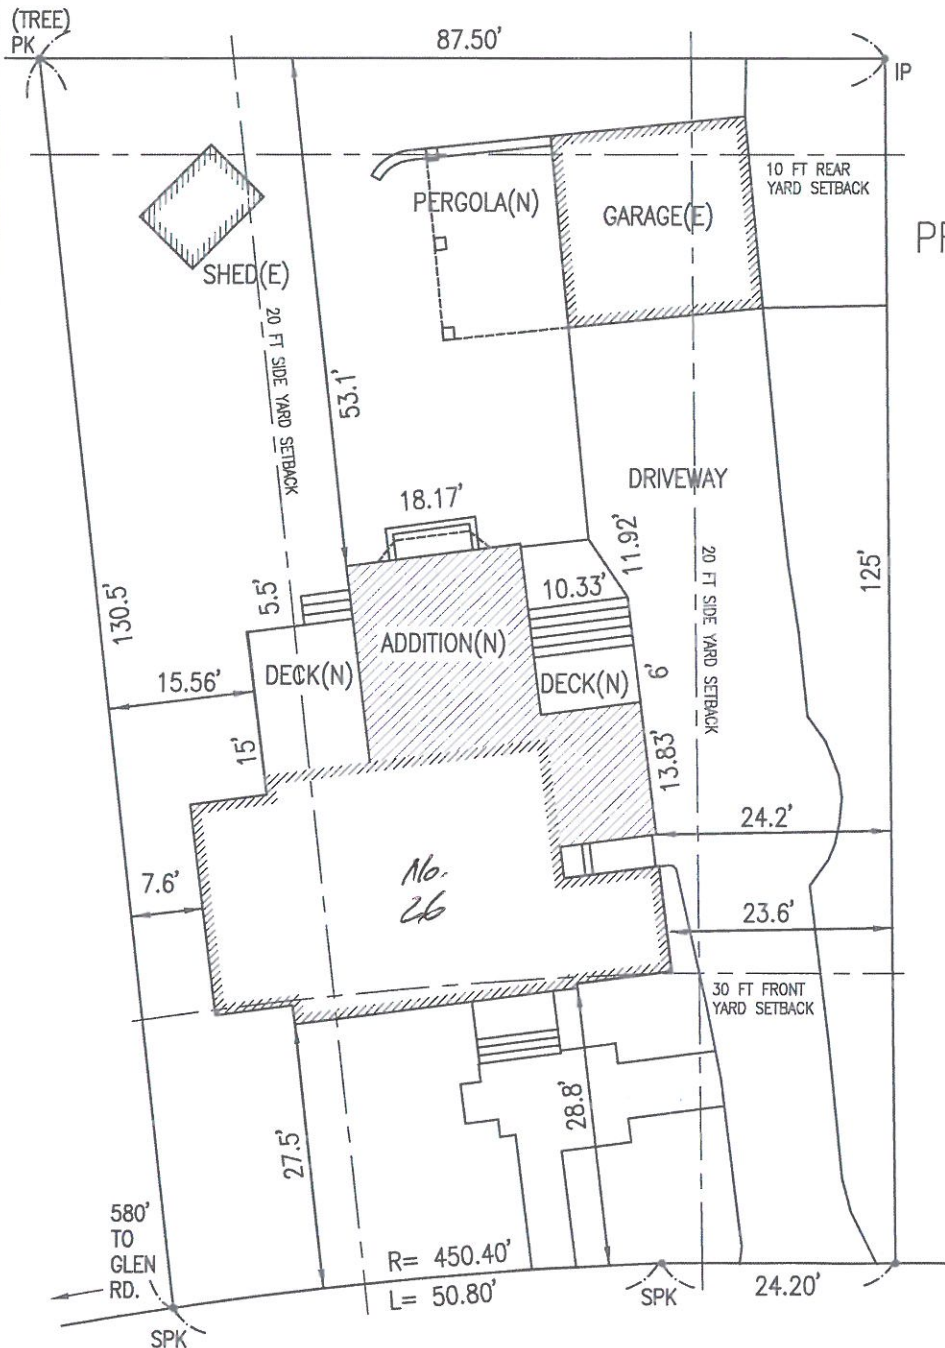 (TREE)
PK
87.50'
IP
10 FT REAR
YARD SETBACK
PERGOLA(N)
GARAGE(E)
SHED(E)
20 FT SIDE YARD SETBACK
53.1'
DRIVEWAY
18.17'
11.92'
125'
20 FT SIDE YARD SETBACK
10.33'
5.5'
130.5'
ADDITION(N)
DECK(N)
DECK(N)
6'
15.56'
15'
13.83'
24.2'
7.6'
No.
26
23.6'
30 FT FRONT
YARD SETBACK
28.8'
27.5'
580'
TO
GLEN
RD.
R= 450.40'
L= 50.80'
SPK
24.20'
SPK